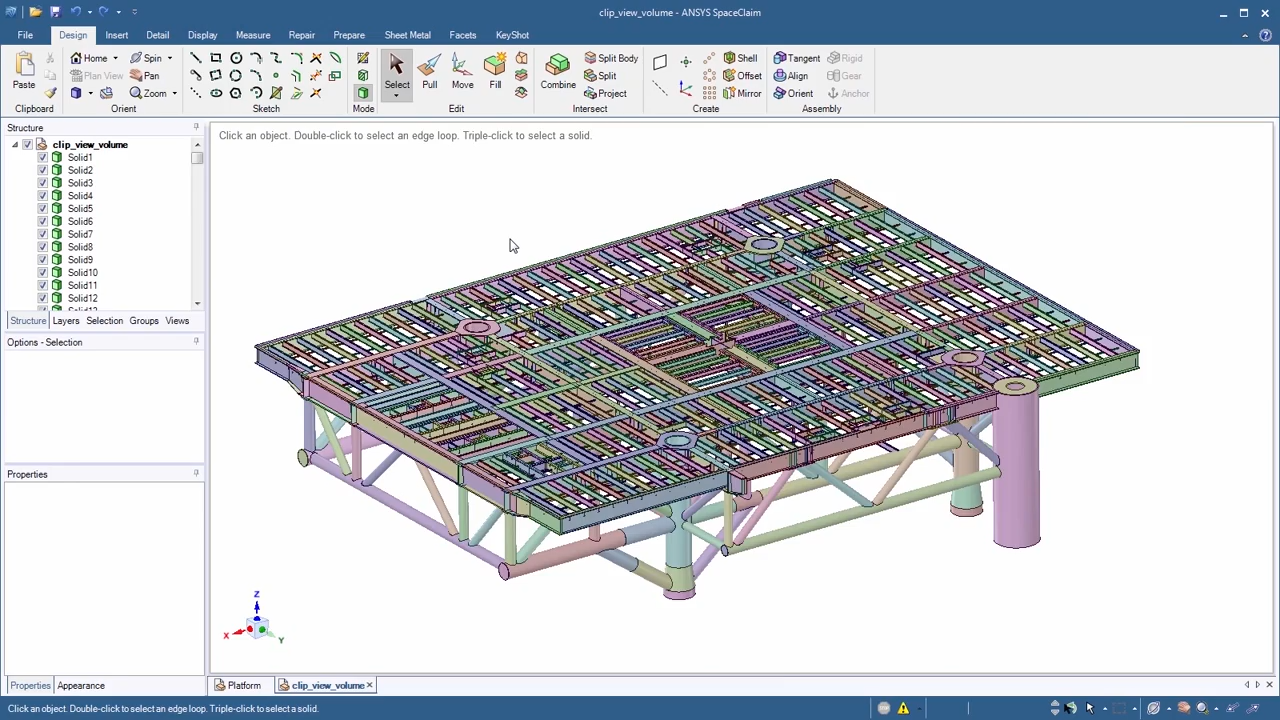 clip_view_volume - ANSYS SpaceClaim
File Design Insert Detail Display Measure Repair Prepare Sheet Metal Facets KeyShot
Home Spin Split Body Shell Tangent Rigid
Plan View Pan Split Offset Align Gear
Paste Zoom Select Pull Move Fill Combine Project Mirror Orient Anchor
Clipboard Orient Sketch Mode Edit Intersect Create Assembly
Structure
Click an object. Double-click to select an edge loop. Triple-click to select a solid.
clip_view_volume
Solid1
Solid2
Solid3
Solid4
Solid5
Solid6
Solid7
Solid8
Solid9
Solid10
Solid11
Solid12
Structure Layers Selection Groups Views
Options - Selection
Properties
Z
X
Y
Properties Appearance
Platform clip_view_volume
Click an object. Double-click to select an edge loop. Triple-click to select a solid.